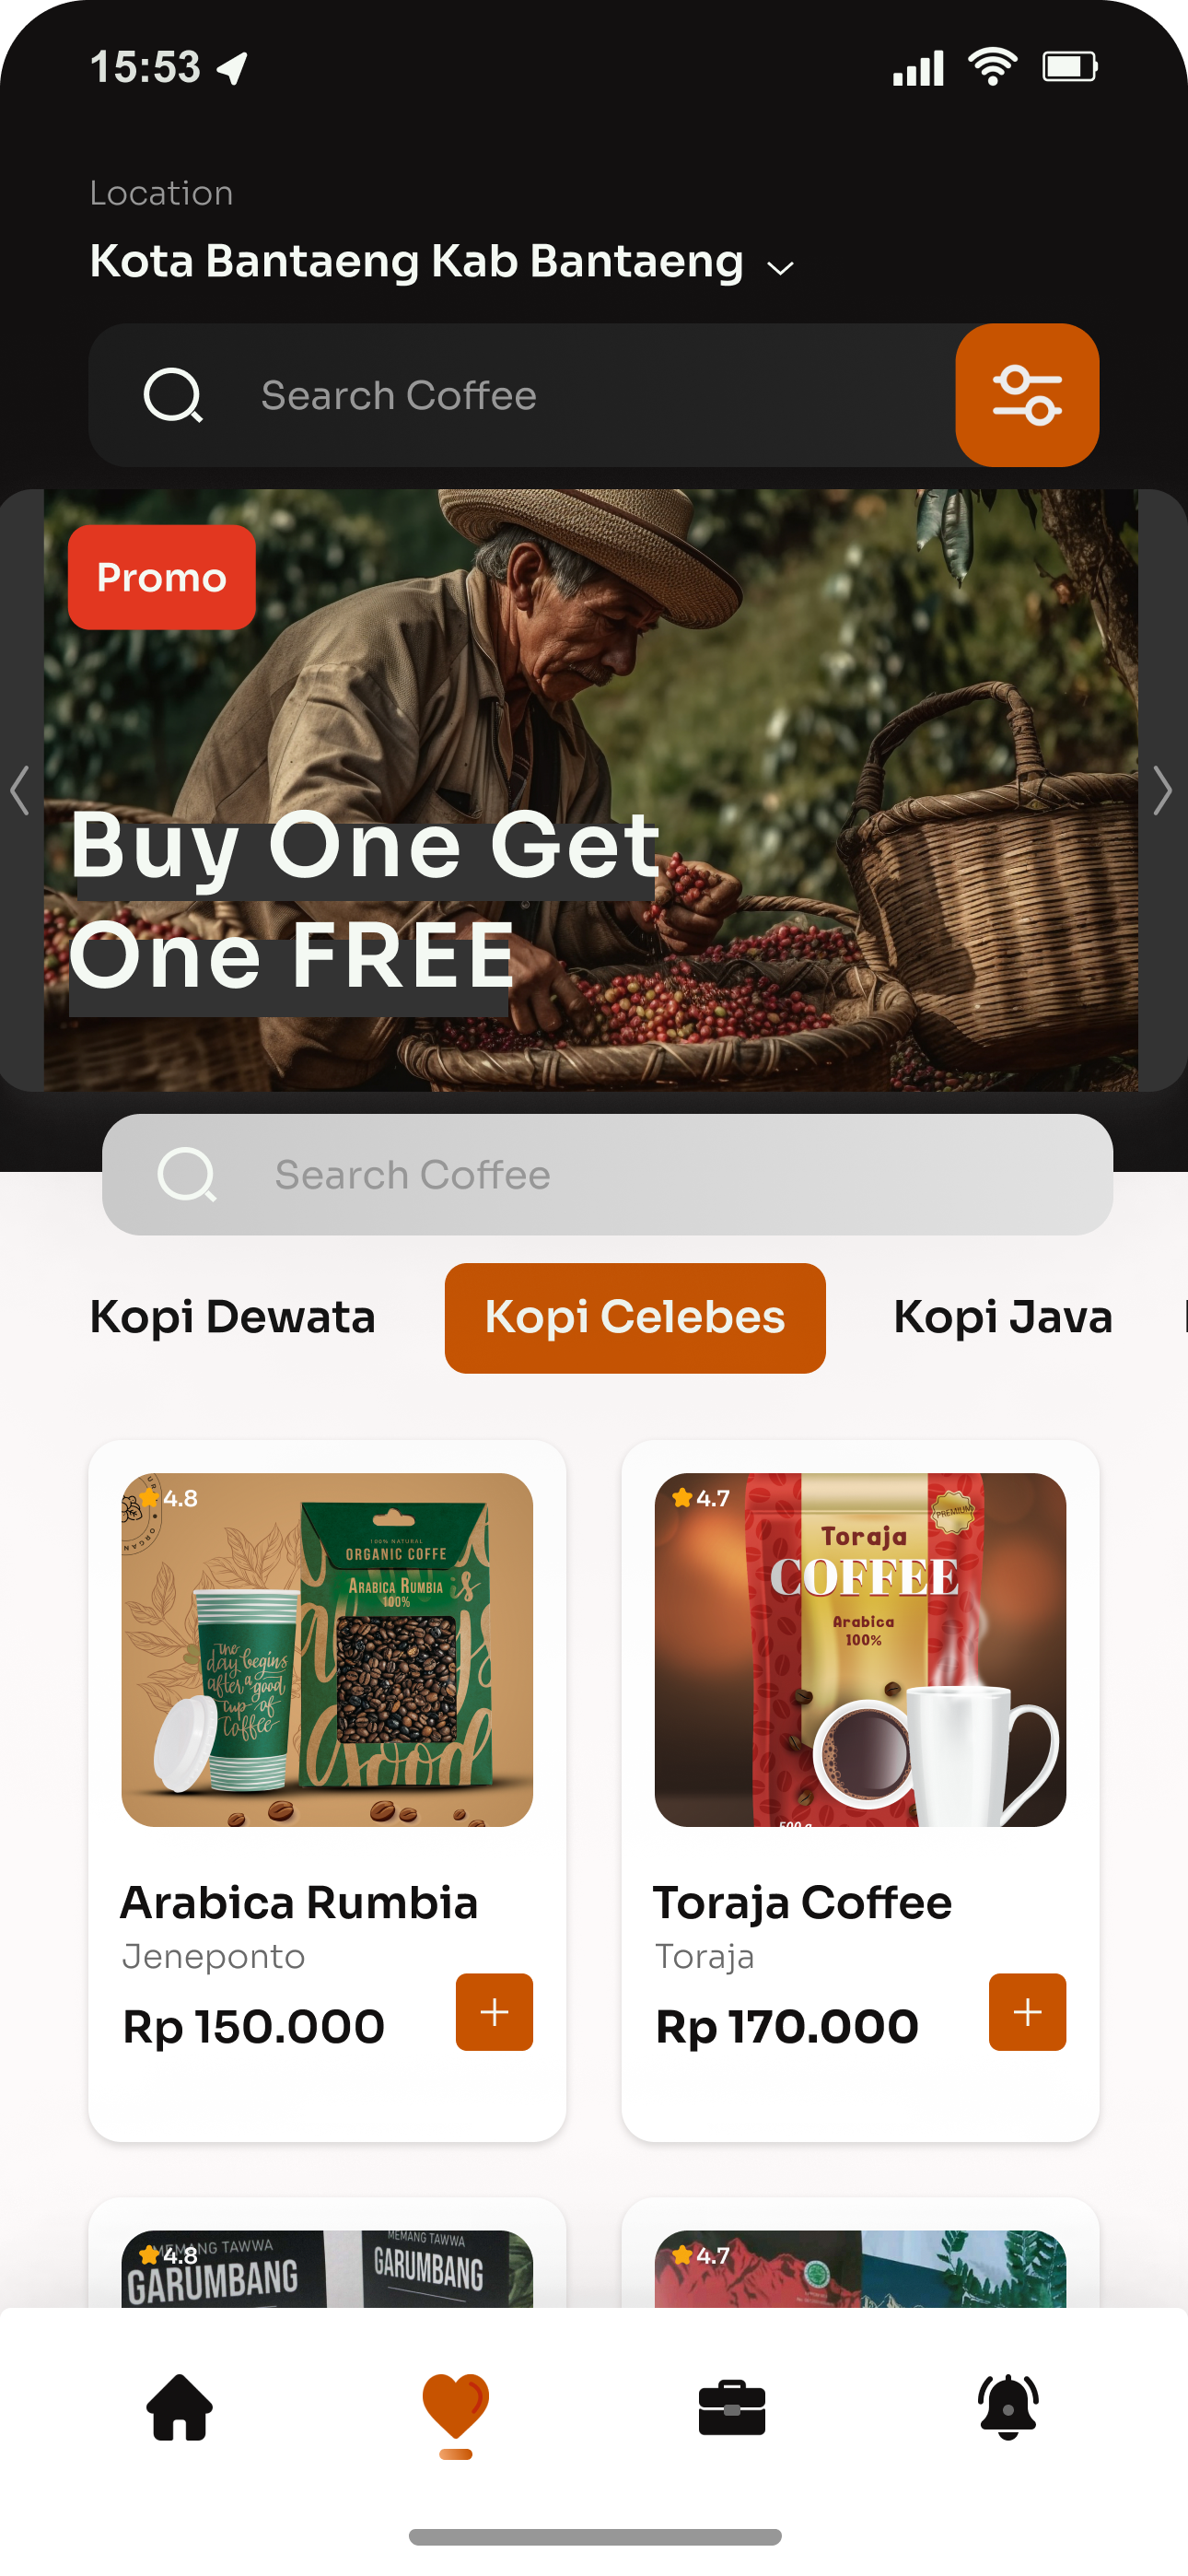 15:53
Location
Kota Bantaeng Kab Bantaeng
Search Coffee
Promo
Buy One Get
One FREE
Search Coffee
Kopi Dewata
Kopi Celebes
Kopi Java
4.8
100% NATURAL
ORGANIC COFFE
ARABICA RUMBIA
100%
the
day begins
after a good
cup of
Coffee
good
4.7
PREMIUM
Toraja
COFFEE
Arabica
100%
500 g
Arabica Rumbia
Jeneponto
Rp 150.000
Toraja Coffee
Toraja
Rp 170.000
4.8
MEMANG TAWWA
GARUMBANG
MEMANG TAWWA
GARUMBANG
4.7